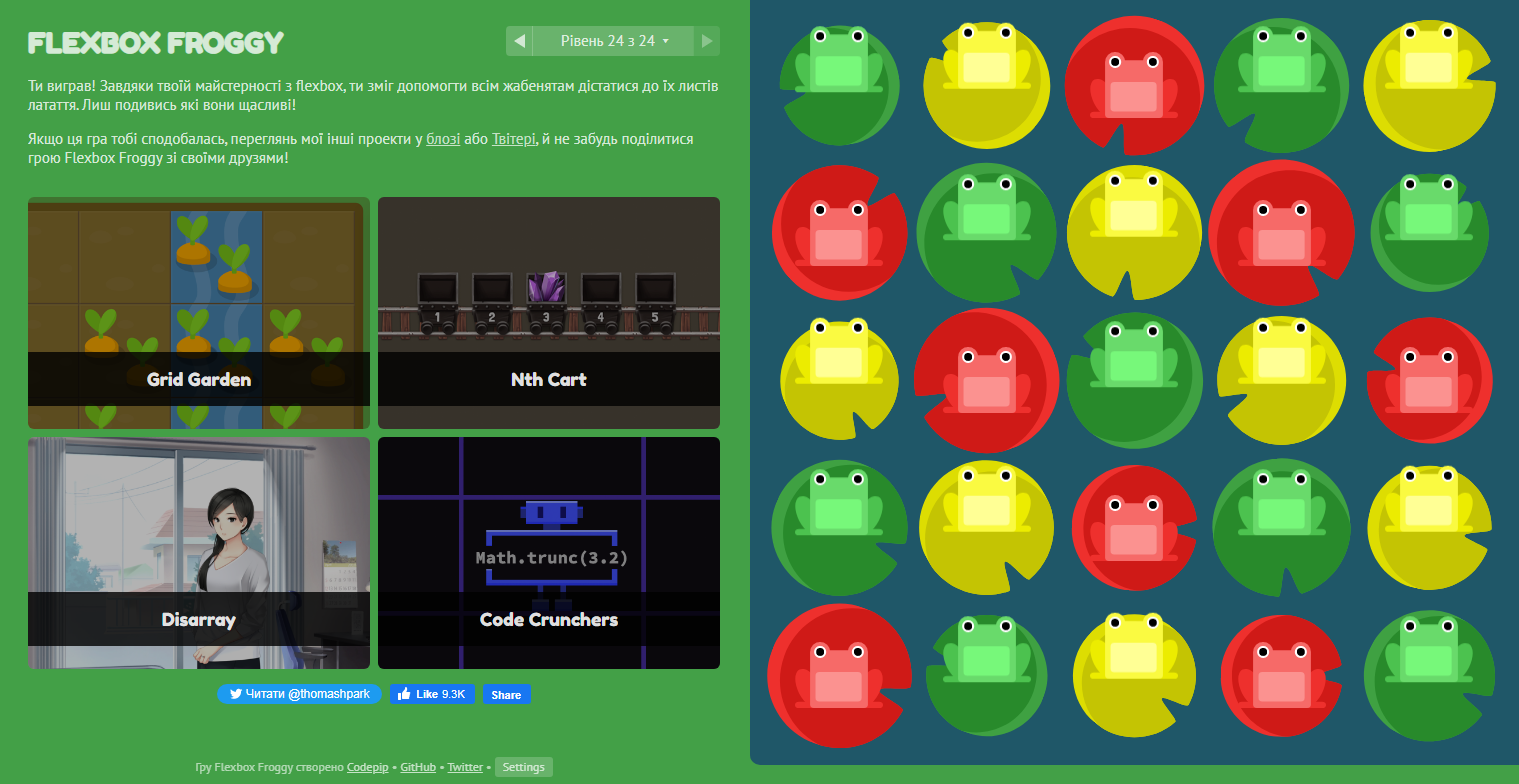 FLEXBOX FROGGY
Рівень 24 з 24
Ти виграв! Завдяки твоїй майстерності з flexbox, ти зміг допомогти всім жабенятам дістатися до їх листів
латаття. Лиш подивись які вони щасливі!
Якщо ця гра тобі сподобалась, переглянь мої інші проекти у блозі або Твітері, й не забудь поділитися
грою Flexbox Froggy зі своїми друзями!
1 2 3 4 5
Grid Garden
Nth Cart
Math.trunc(3.2)
Disarray
Code Crunchers
Читати @thomashpark
Like 9.3K
Share
Гру Flexbox Froggy створено Codepip • GitHub • Twitter • Settings